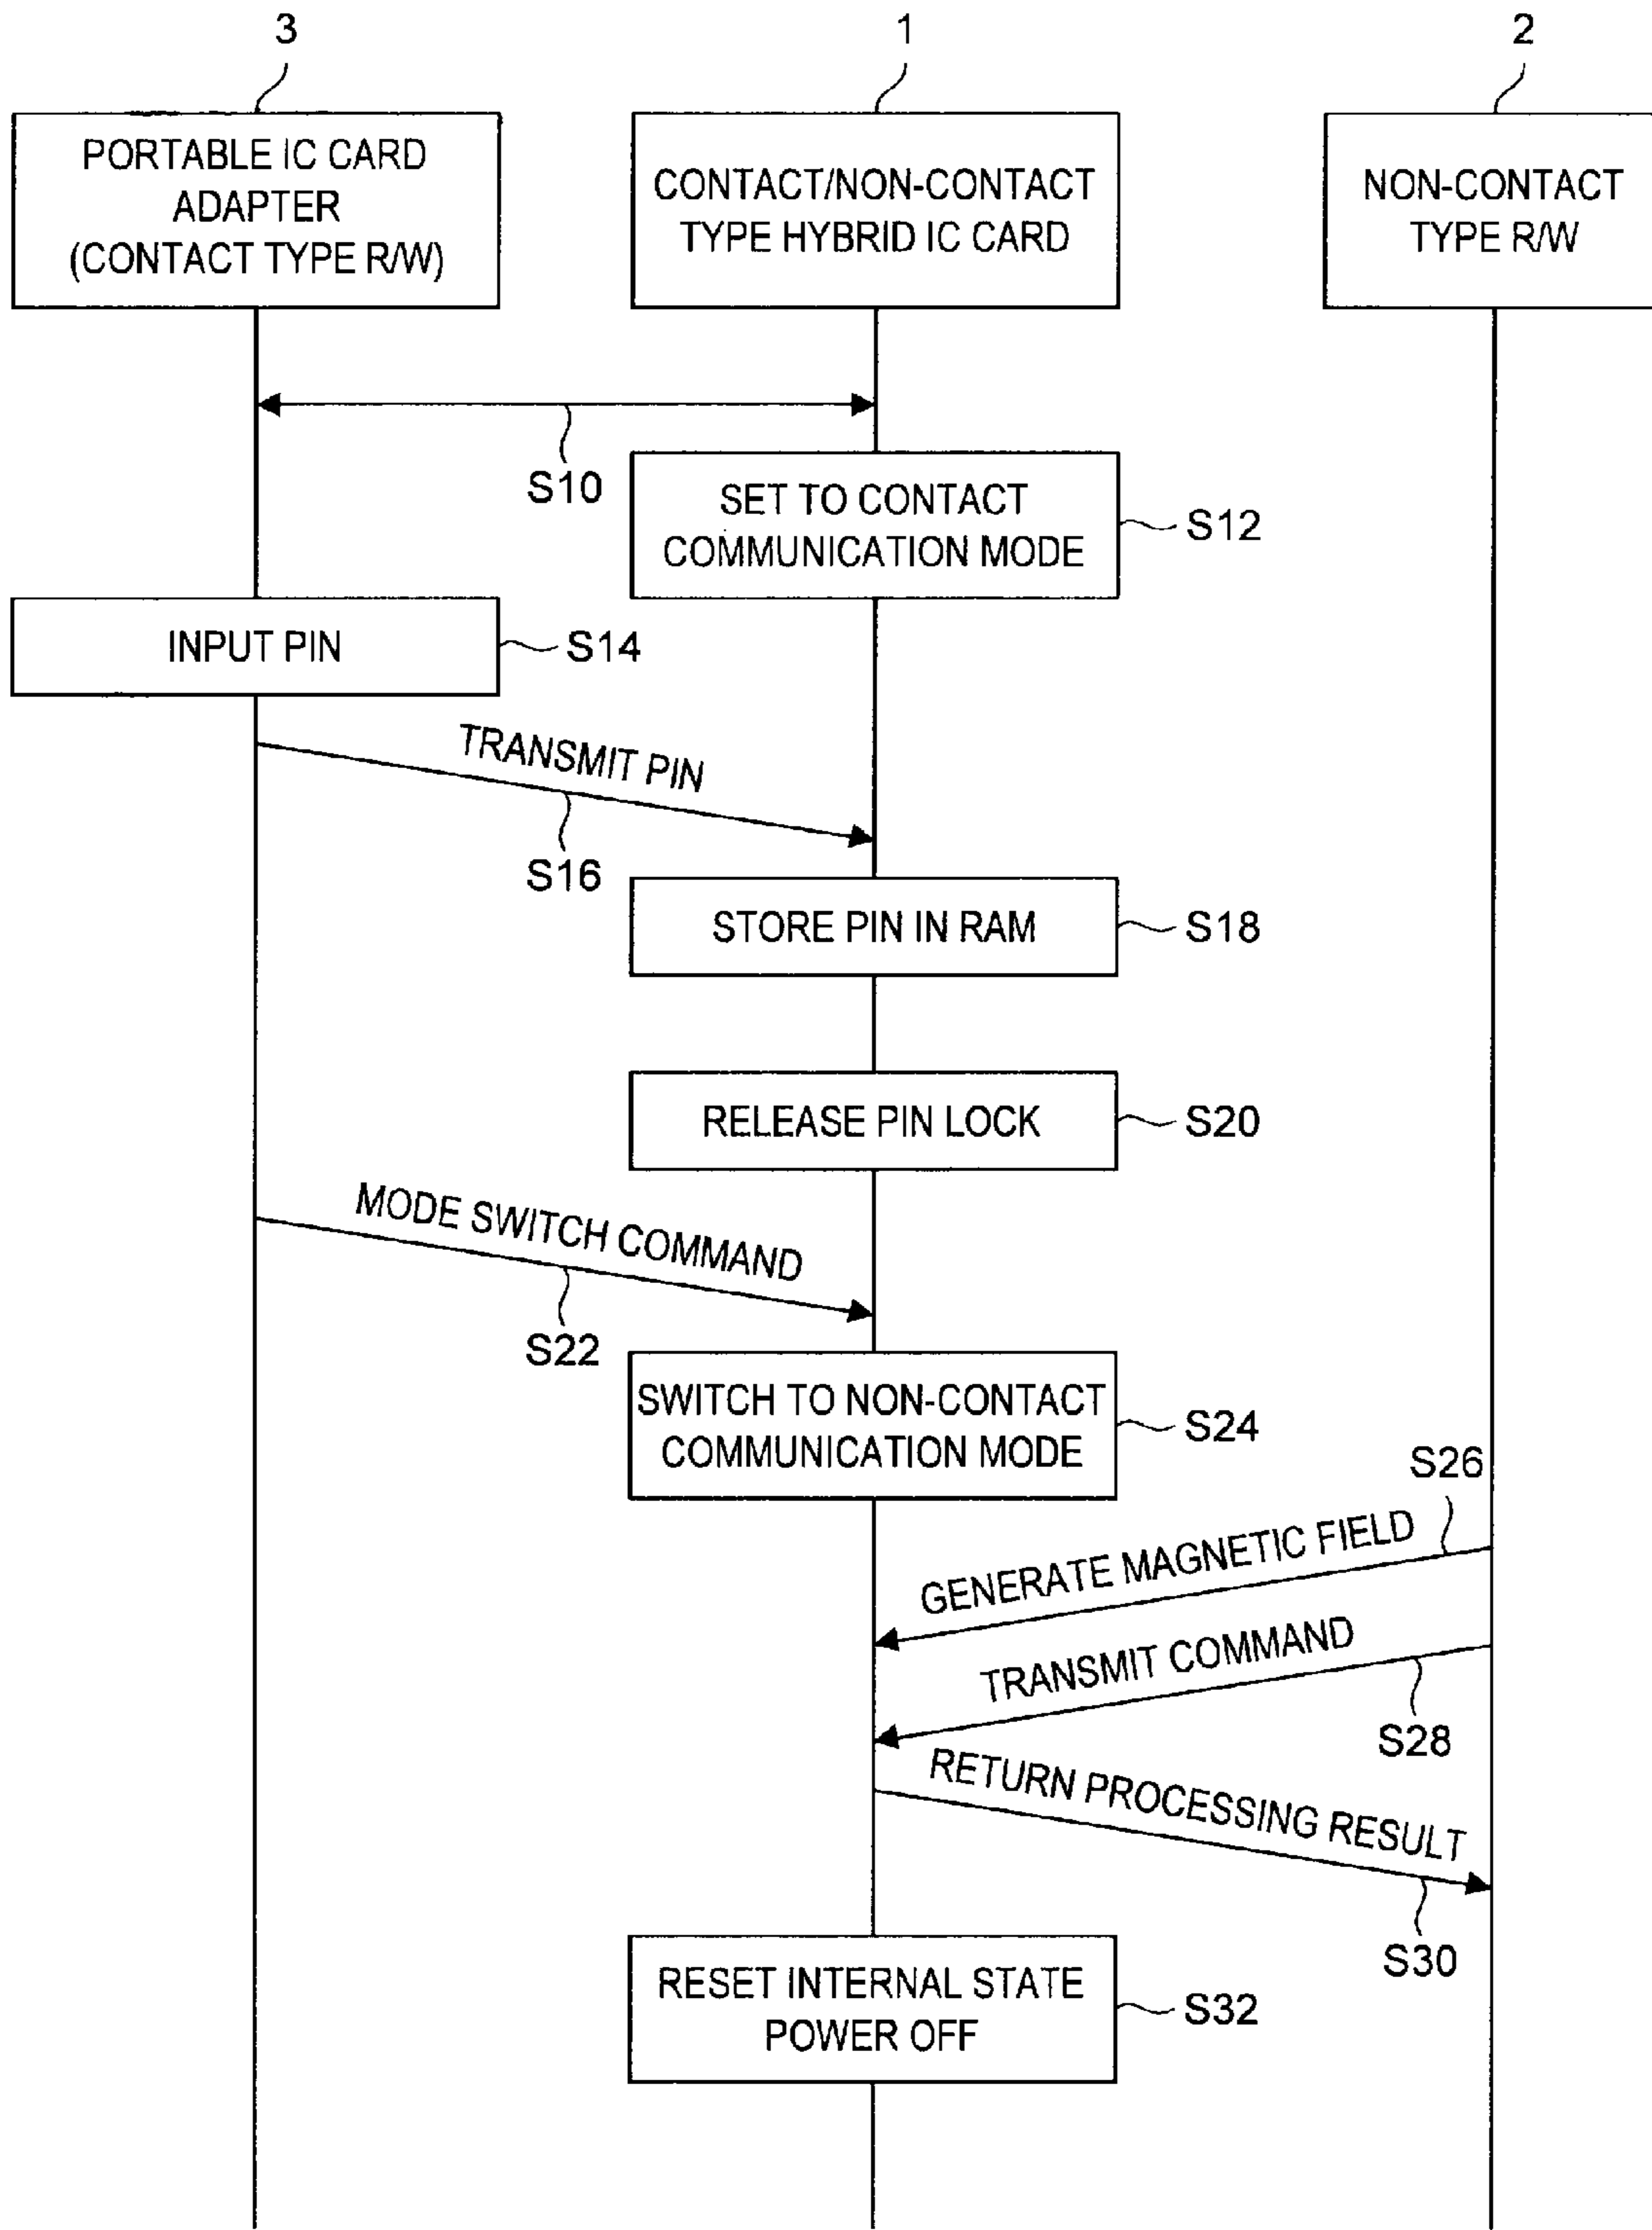 3
1
2
PORTABLE IC CARD
ADAPTER
(CONTACT TYPE R/W)
CONTACT/NON-CONTACT
TYPE HYBRID IC CARD
NON-CONTACT
TYPE R/W
S10
SET TO CONTACT
COMMUNICATION MODE
S12
INPUT PIN
S14
TRANSMIT PIN
S16
STORE PIN IN RAM
S18
RELEASE PIN LOCK
S20
MODE SWITCH COMMAND
S22
SWITCH TO NON-CONTACT
COMMUNICATION MODE
S24
S26
GENERATE MAGNETIC FIELD
TRANSMIT COMMAND
S28
RETURN PROCESSING RESULT
S30
RESET INTERNAL STATE
POWER OFF
S32